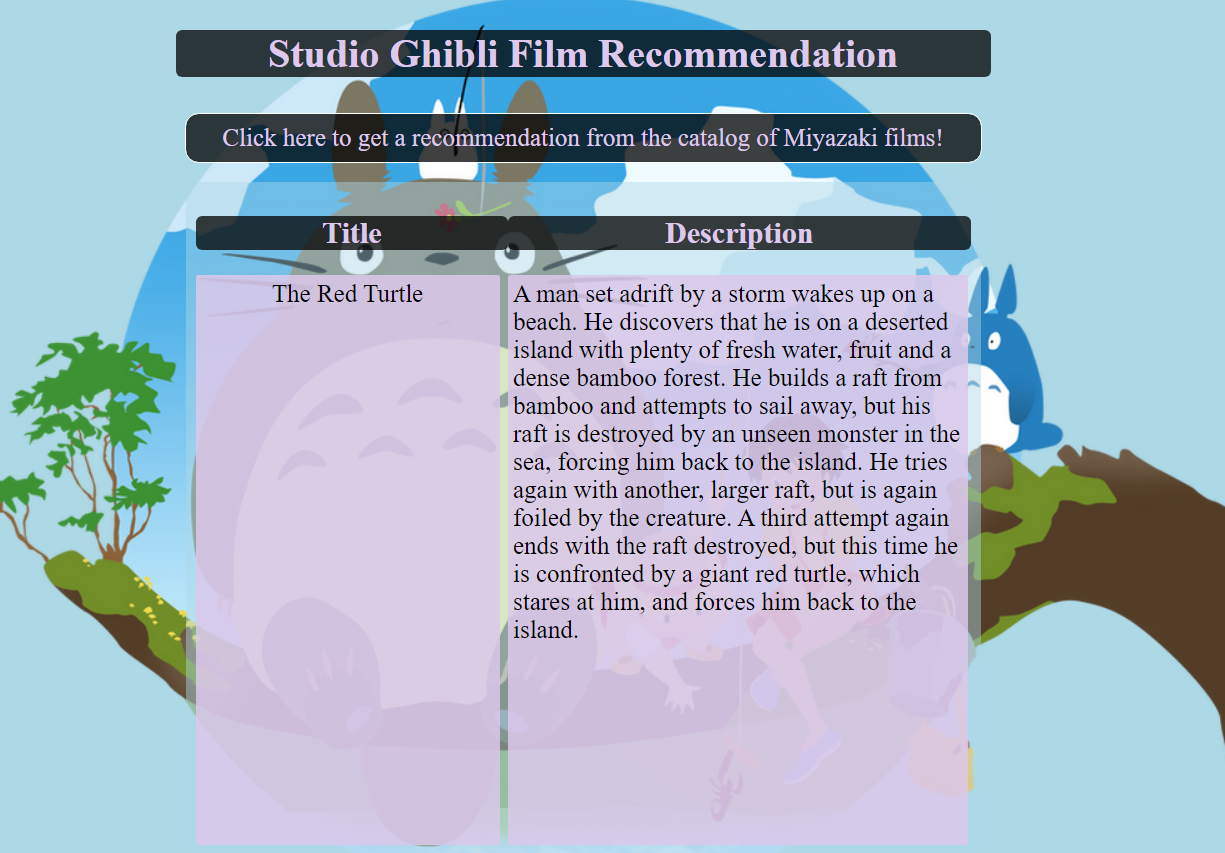 Studio Ghibli Film Recommendation
Click here to get a recommendation from the catalog of Miyazaki films!
Title
Description
The Red Turtle
A man set adrift by a storm wakes up on a
beach. He discovers that he is on a deserted
island with plenty of fresh water, fruit and a
dense bamboo forest. He builds a raft from
bamboo and attempts to sail away, but his
raft is destroyed by an unseen monster in the
sea, forcing him back to the island. He tries
again with another, larger raft, but is again
foiled by the creature. A third attempt again
ends with the raft destroyed, but this time he
is confronted by a giant red turtle, which
stares at him, and forces him back to the
island.